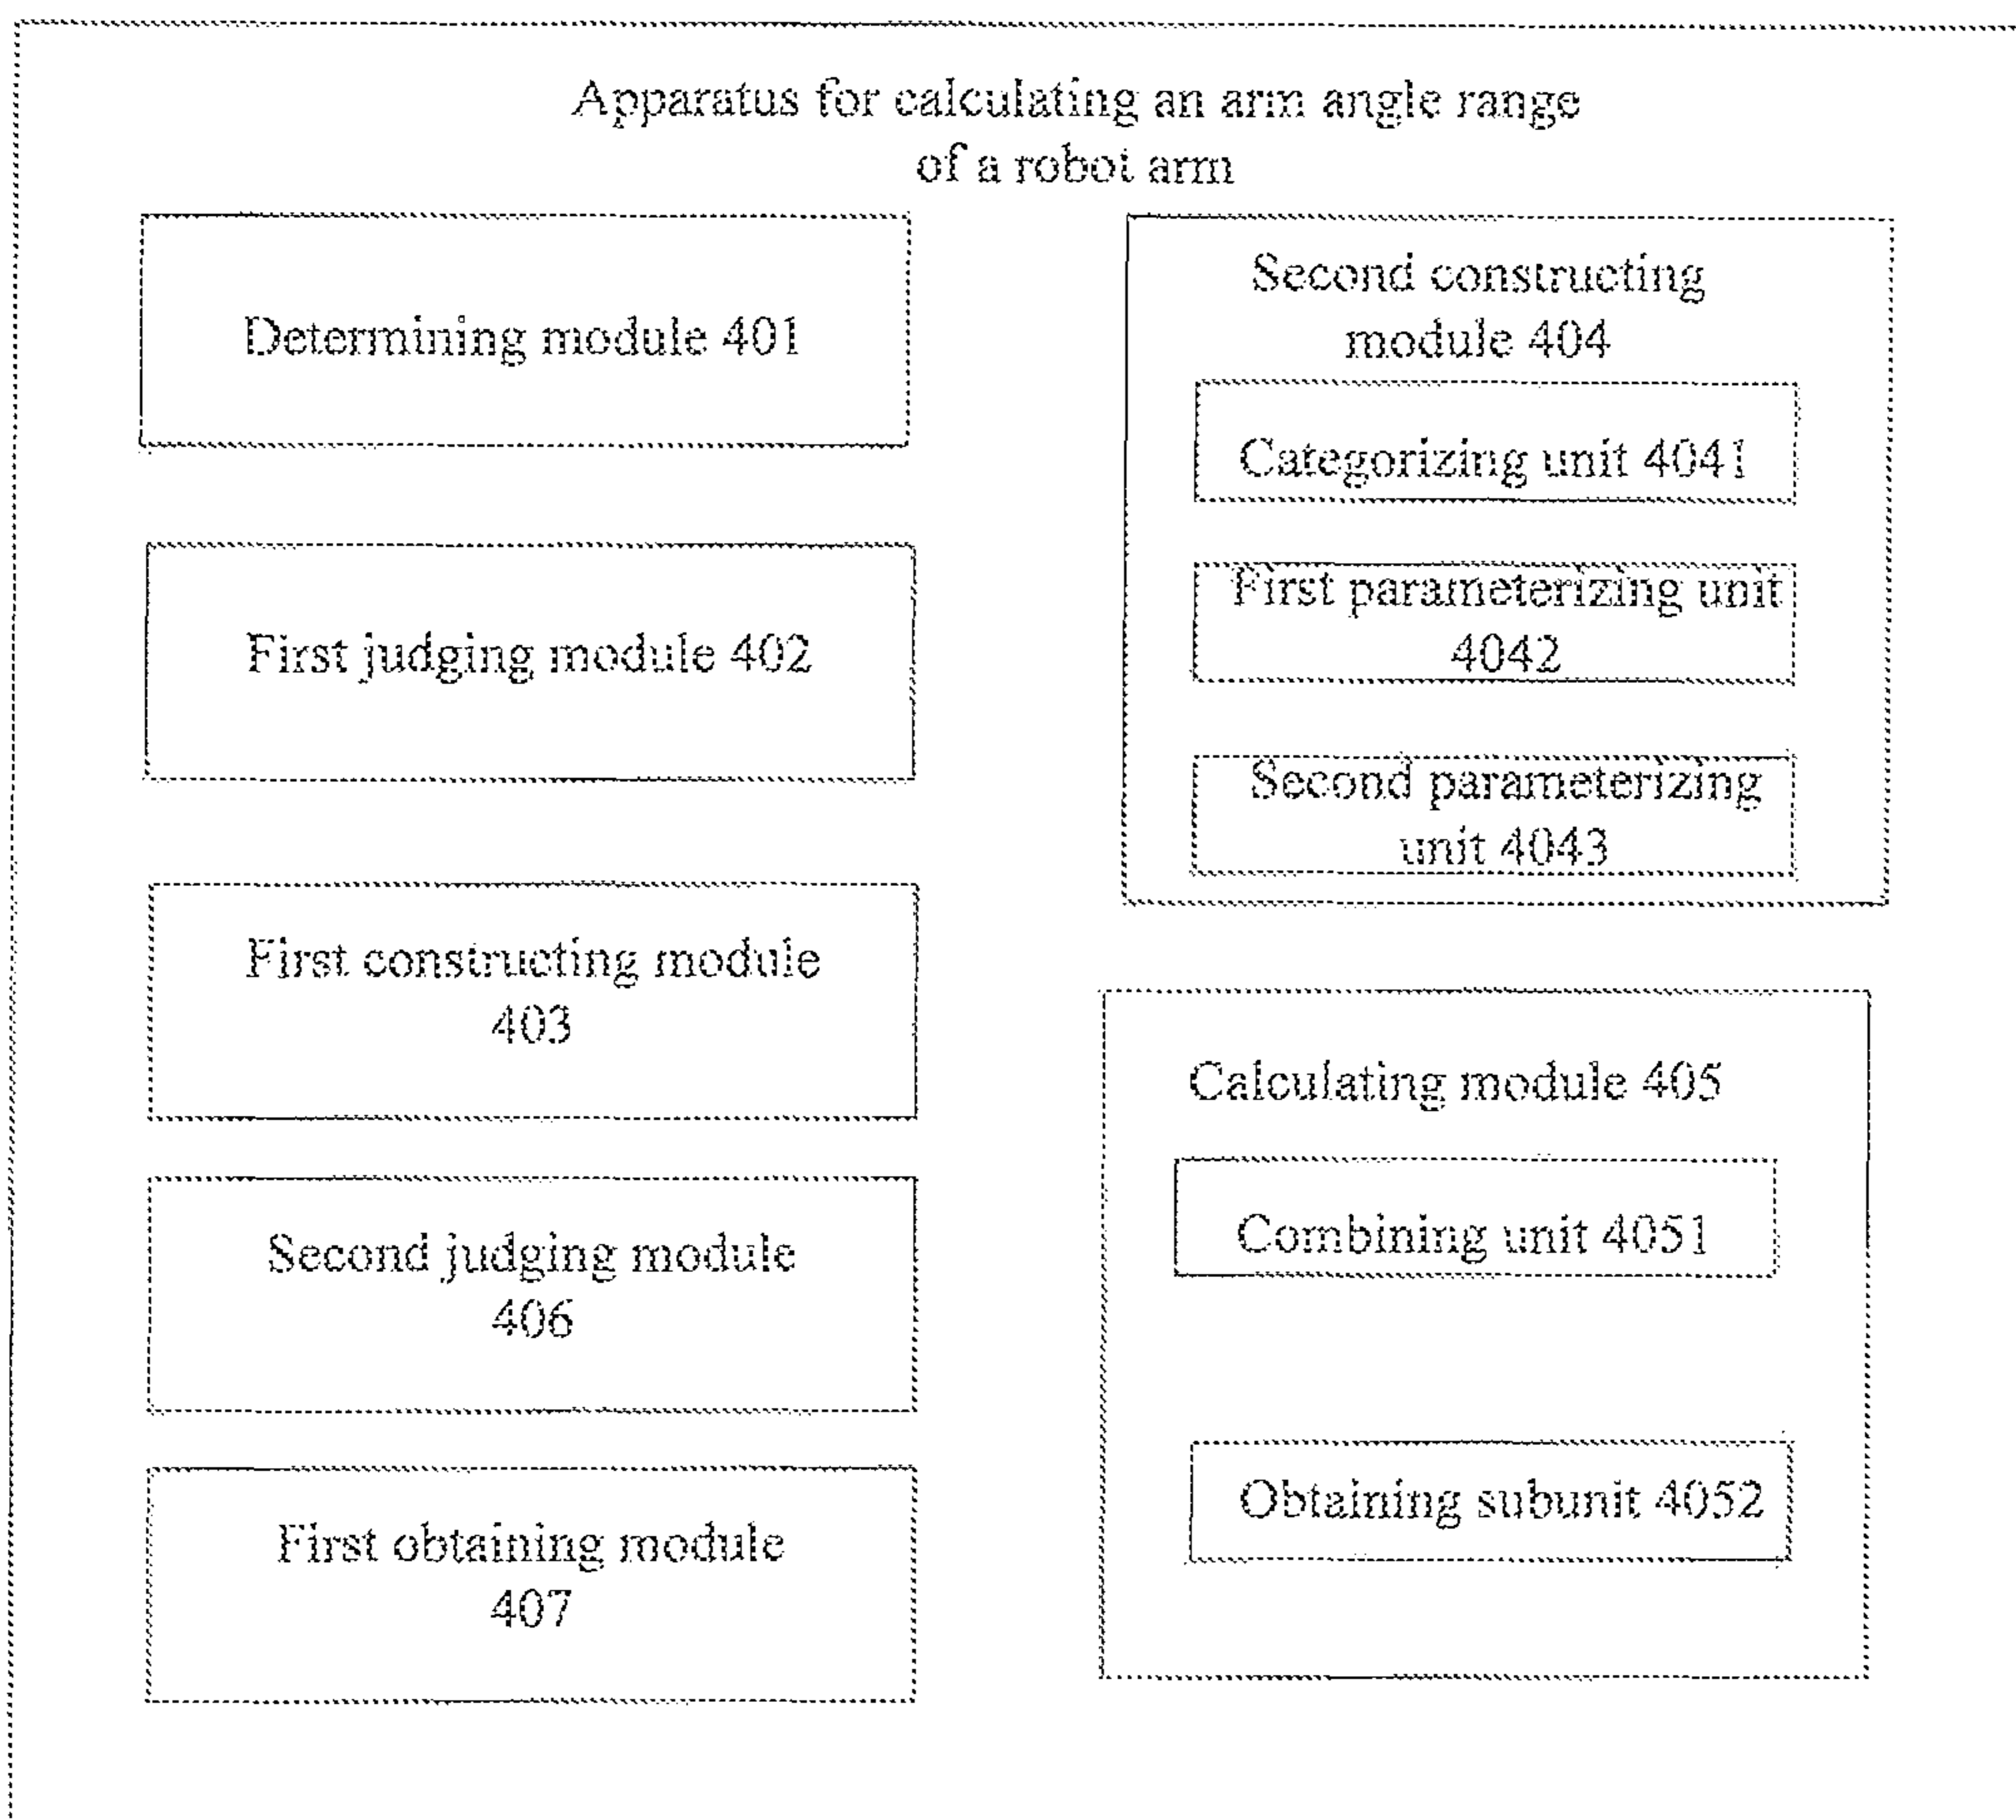 Apparatus for calculating an arm angle range
of a robot arm
Determining module 401
First judging module 402
First constructing module
403
Second judging module
406
First obtaining module
407
Second constructing
module 404
Categorizing unit 4041
First parameterizing unit
4042
Second parameterizing
unit 4043
Calculating module 405
Combining unit 4051
Obtaining subunit 4052